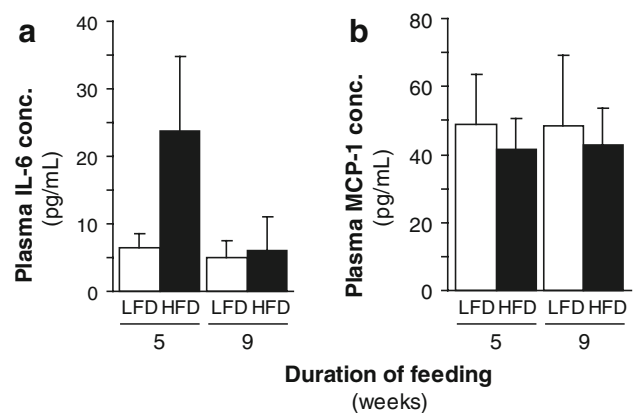 a
Plasma IL-6 conc.
(pg/mL)
40
30
20
10
0
LFD HFD LFD HFD
5 9
b
Plasma MCP-1 conc.
(pg/mL)
80
60
40
20
0
LFD HFD LFD HFD
5 9
Duration of feeding
(weeks)